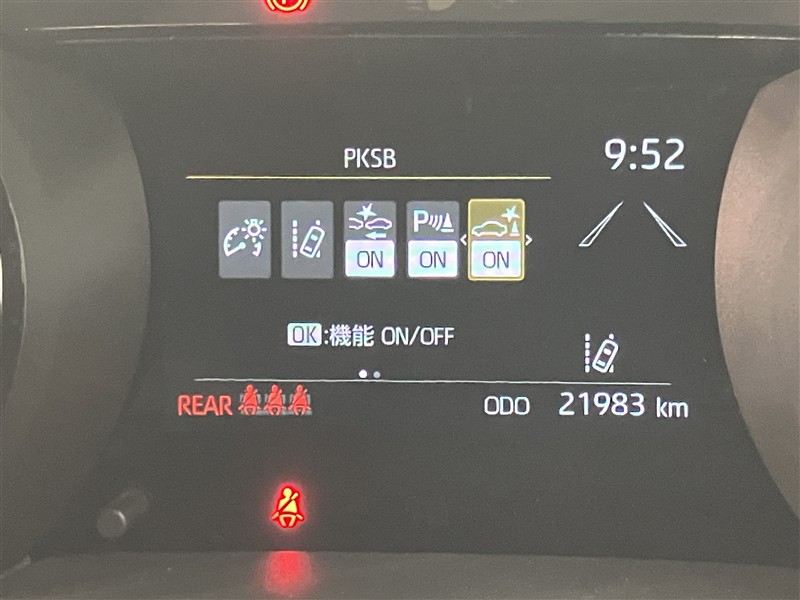 PKSB
9:52
P
ON ON ON
OK:機能 ON/OFF
REAR
ODO 21983 km